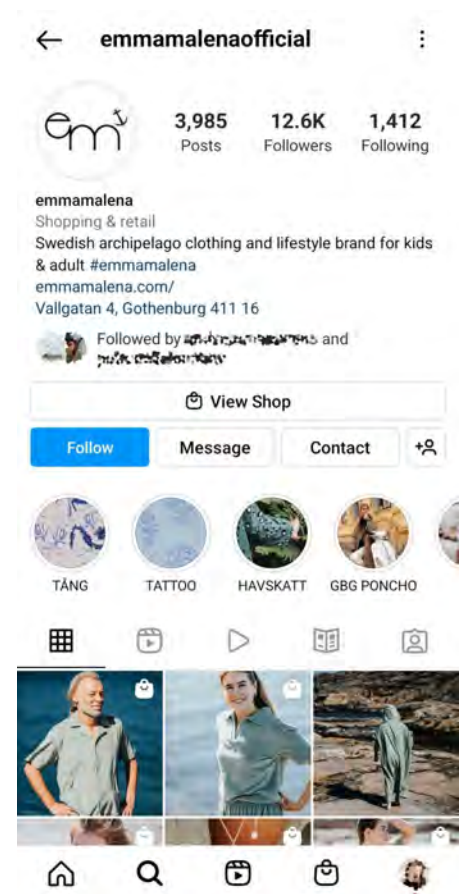 emmamalenaofficial
em
3,985 12.6K 1,412
Posts Followers Following
emmamalena
Shopping & retail
Swedish archipelago clothing and lifestyle brand for kids
& adult #emmamalena
emmamalena.com/
Vallgatan 4, Gothenburg 411 16
Followed by and
View Shop
Follow Message Contact
TÅNG TATTOO HAVSKATT GBG PONCHO